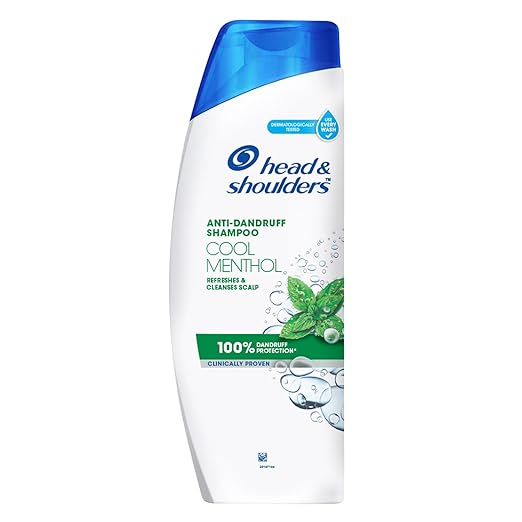 DERMATOLOGICALLY
TESTED
USE
EVERY
WASH
head &
shoulders™
ANTI-DANDRUFF
SHAMPOO
COOL
MENTHOL
REFRESHES &
CLEANSES SCALP
100% DANDRUFF
PROTECTION*
CLINICALLY PROVEN